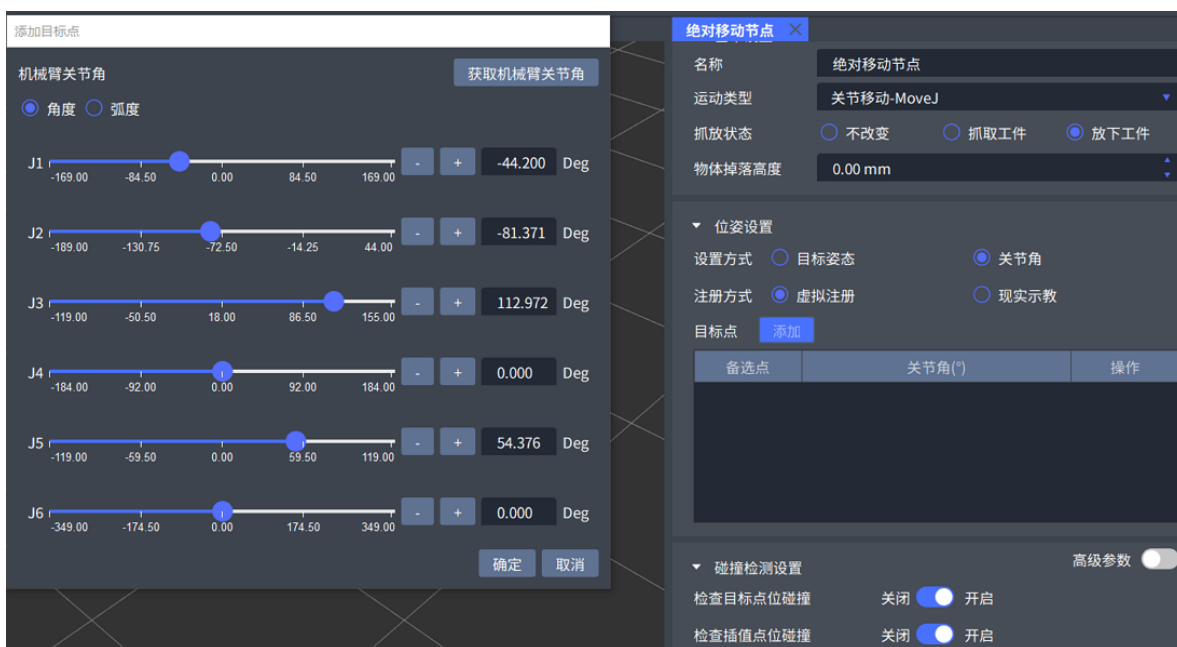 添加目标点
机械臂关节角
获取机械臂关节角
角度 弧度
J1 - + -44.200 Deg
-169.00 -84.50 0.00 84.50 169.00
J2 - + -81.371 Deg
-189.00 -130.75 -72.50 -14.25 44.00
J3 - + 112.972 Deg
-119.00 -50.50 18.00 86.50 155.00
J4 - + 0.000 Deg
-184.00 -92.00 0.00 92.00 184.00
J5 - + 54.376 Deg
-119.00 -59.50 0.00 59.50 119.00
J6 - + 0.000 Deg
-349.00 -174.50 0.00 174.50 349.00
确定 取消
绝对移动节点
名称 绝对移动节点
运动类型 关节移动-MoveJ
抓放状态 不改变 抓取工件 放下工件
物体掉落高度 0.00 mm
位姿设置
设置方式 目标姿态 关节角
注册方式 虚拟注册 现实示教
目标点 添加
备选点 关节角(°) 操作
碰撞检测设置 高级参数
检查目标点位碰撞 关闭 开启
检查插值点位碰撞 关闭 开启